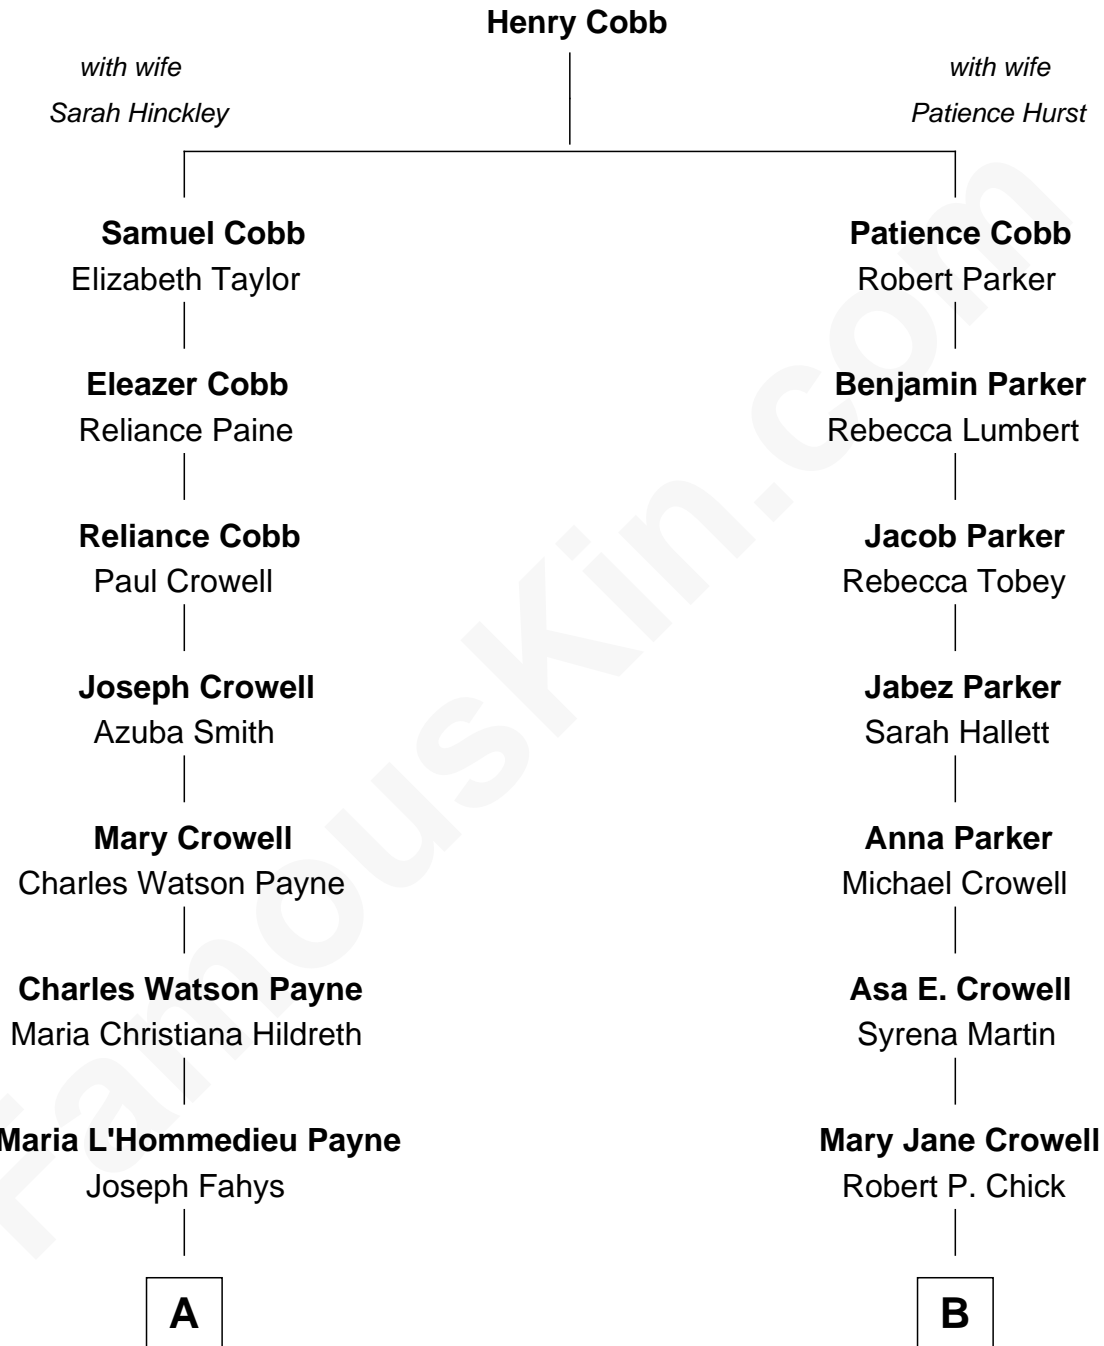 Henry Cobb
with wife
Sarah Hinckley
with wife
Patience Hurst
Samuel Cobb
Elizabeth Taylor
Patience Cobb
Robert Parker
Eleazer Cobb
Reliance Paine
Benjamin Parker
Rebecca Lumbert
Reliance Cobb
Paul Crowell
Jacob Parker
Rebecca Tobey
Joseph Crowell
Azuba Smith
Jabez Parker
Sarah Hallett
Mary Crowell
Charles Watson Payne
Anna Parker
Michael Crowell
Charles Watson Payne
Maria Christiana Hildreth
Asa E. Crowell
Syrena Martin
Maria L'Hommedieu Payne
Joseph Fahys
Mary Jane Crowell
Robert P. Chick
A
B
FamousKin.com